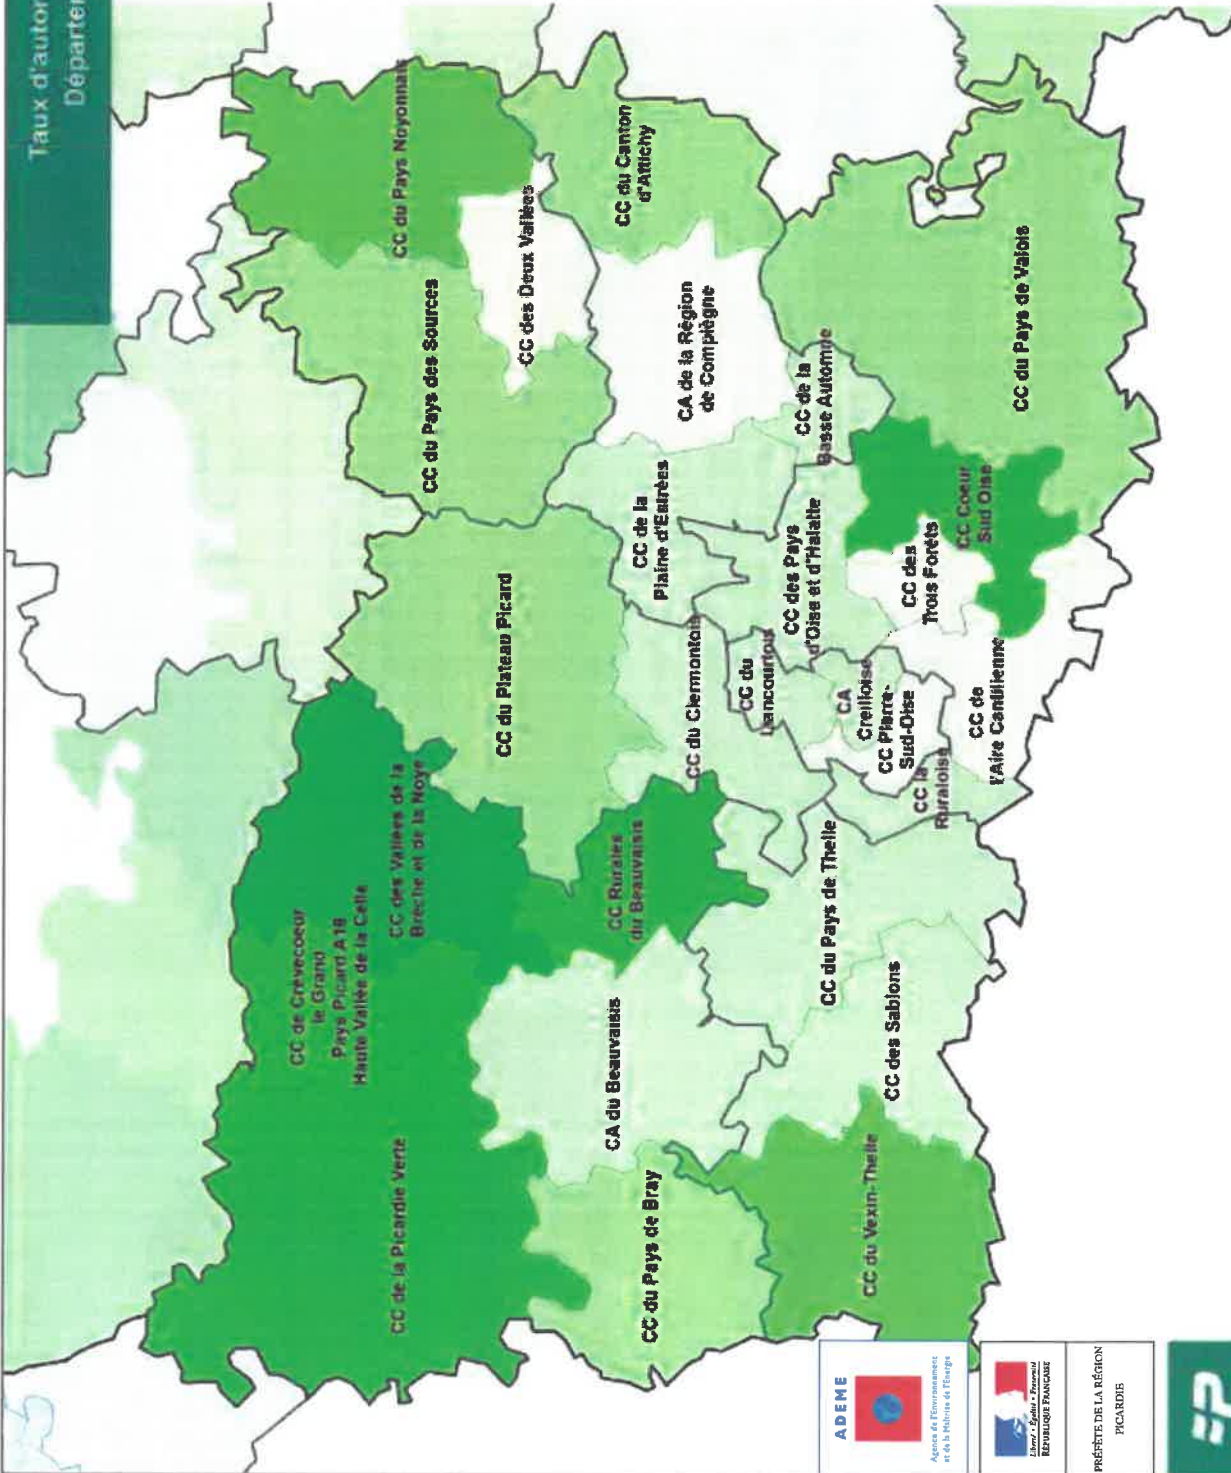 Taux d'autor
Départer
CC du Pays Noyonnais
CC du Canton
d'Attichy
CC des Deux Vallées
CC du Pays des Sources
CA de la Région
de Compiègne
CC du Pays de Valois
CC de la
Basse Automne
CC de la
Plaine d'Estrées
CC des Pays
d'Oise et d'Halatte
CC Coeur
Sud Oise
CC des
Trois Forêts
CC du Plateau Picard
CC du Clermontois
CC du
Liancourtois
CA
Creilloise
CC Pierre-
Sud-Oise
CC de
l'Aire Cantilienne
CC la
Ruraloise
CC des Vallées de la
Brèche et de la Noye
CC Rurales
du Beauvaisis
CC du Pays de Thelle
CC de Crèvecoeur
le Grand
Pays Picard A16
Haute Vallée de la Celle
CA du Beauvaisis
CC des Sablons
CC de la Picardie Verte
CC du Pays de Bray
CC du Vexin-Thelle
ADEME
Agence de l'Environnement
et de la Maîtrise de l'Energie
Liberté • Égalité • Fraternité
RÉPUBLIQUE FRANÇAISE
PRÉFÈTE DE LA RÉGION
PICARDIE